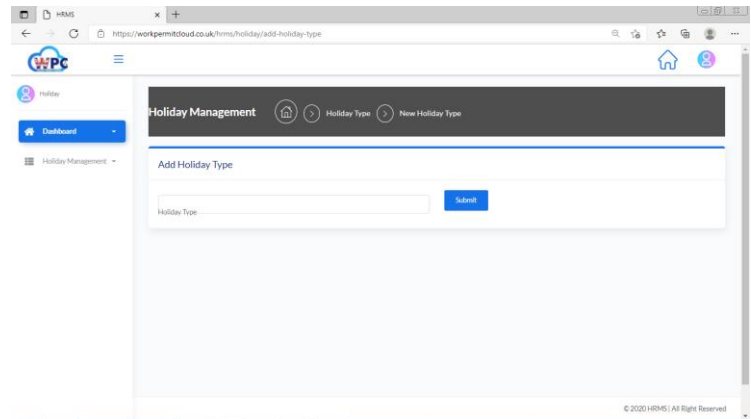 HRMS
https://workpermitcloud.co.uk/hrms/holiday/add-holiday-type
WPC
Holiday
Holiday Management
Holiday Type
New Holiday Type
Dashboard
Holiday Management
Add Holiday Type
Submit
Holiday Type
© 2020 HRMS | All Right Reserved